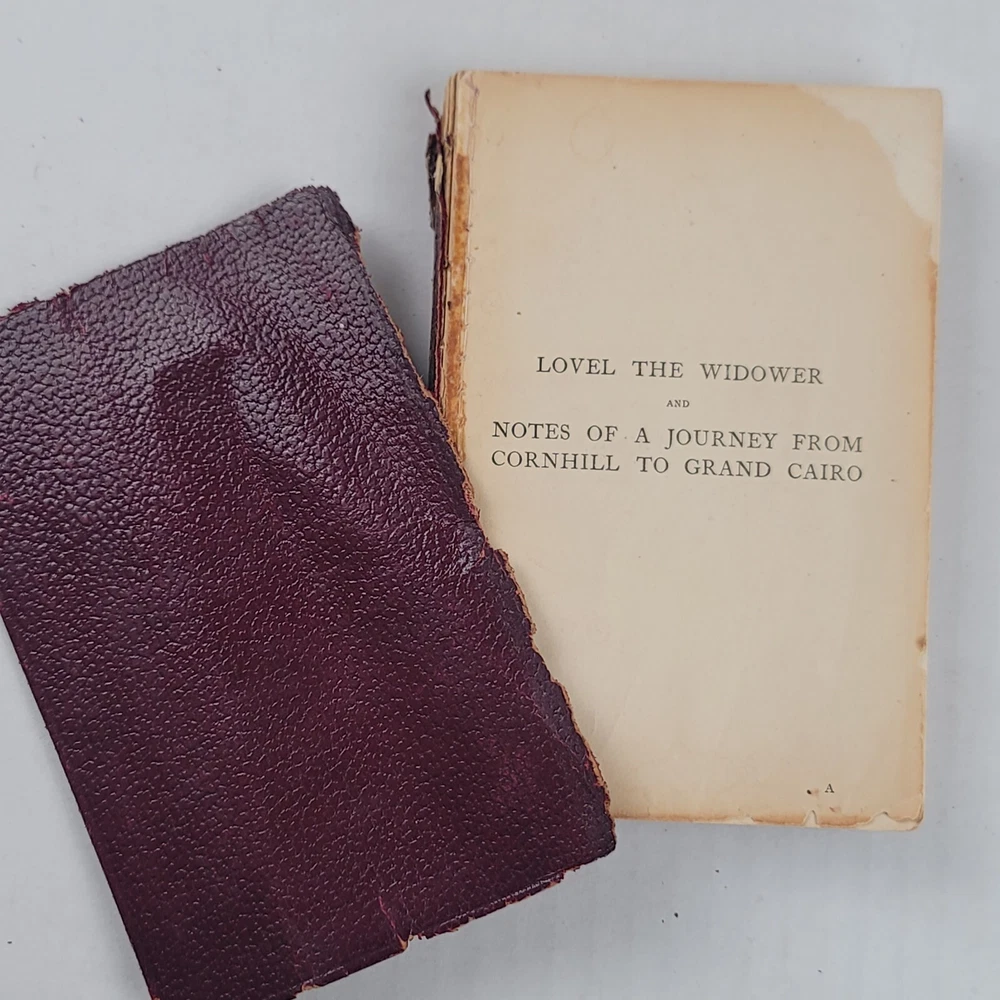 LOVEL THE WIDOWER
AND
NOTES OF A JOURNEY FROM
CORNHILL TO GRAND CAIRO
A